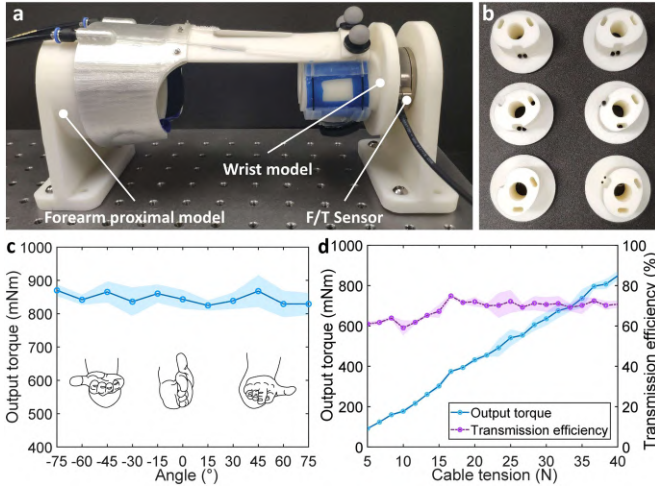 a
b
Wrist model
Forearm proximal model
F/T Sensor
c
1000
900
800
700
600
500
400
Output torque (mNm)
-75 -60 -45 -30 -15 0 15 30 45 60 75
Angle (°)
d
1000
800
600
400
200
0
Output torque (mNm)
100
80
60
40
20
0
Transmission efficiency (%)
Output torque
Transmission efficiency
5 10 15 20 25 30 35 40
Cable tension (N)